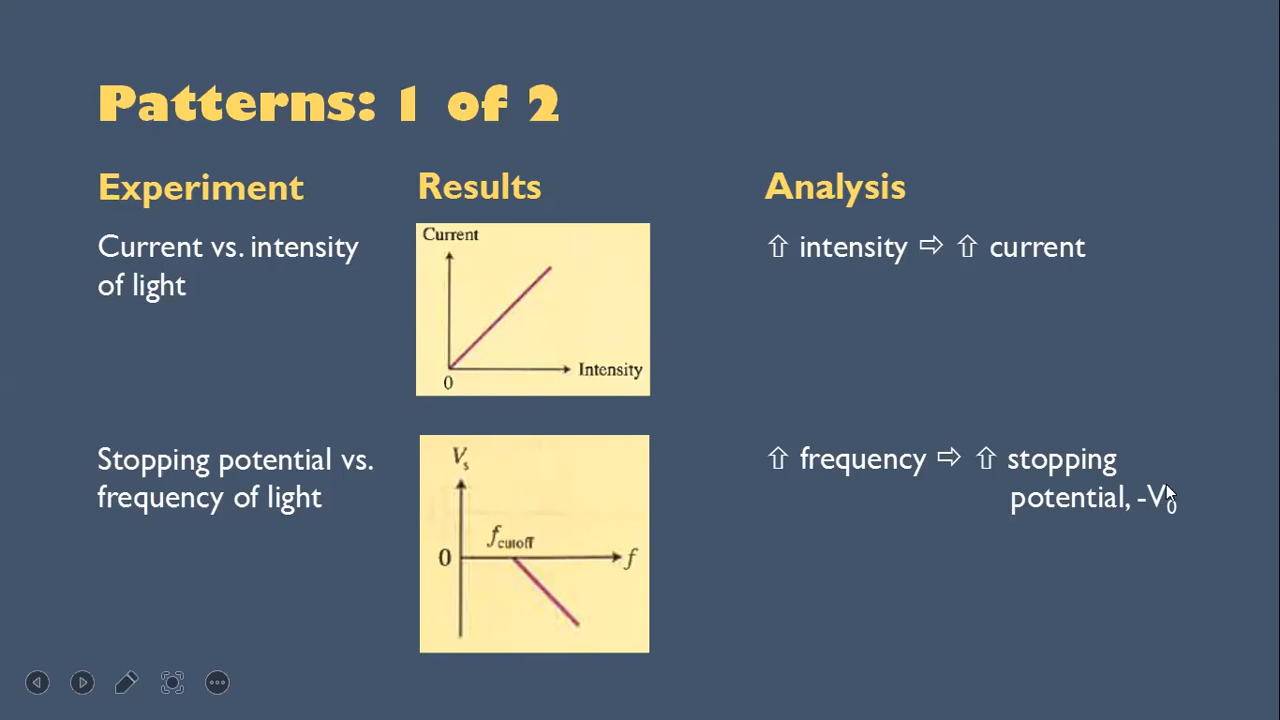 Patterns: 1 of 2
Experiment
Results
Analysis
Current vs. intensity
of light
Current
0
Intensity
⇧ intensity ⇨ ⇧ current
Stopping potential vs.
frequency of light
Vs
fcutoff
0
f
⇧ frequency ⇨ ⇧ stopping
potential, -V0